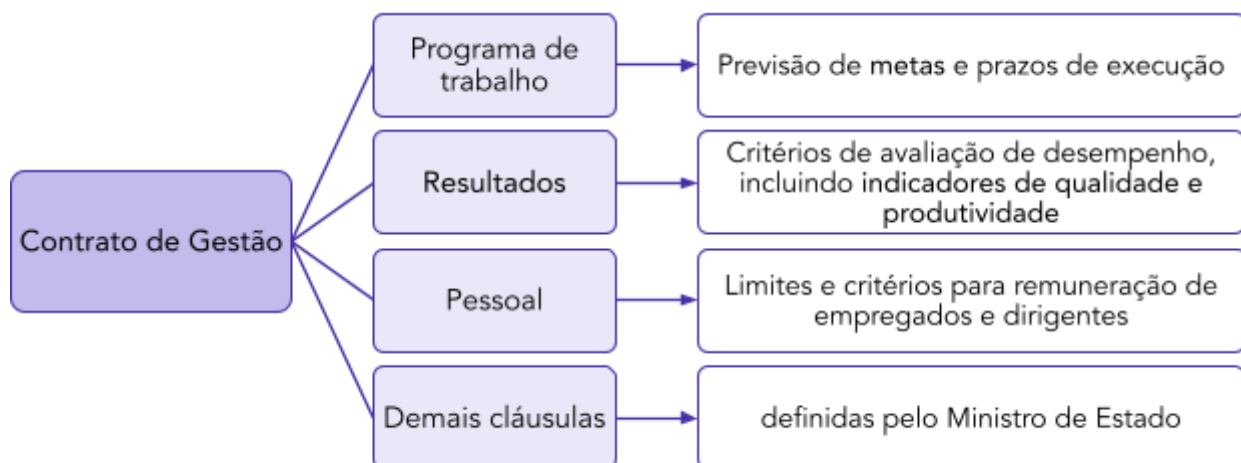 Contrato de Gestão
Programa de
trabalho
Previsão de metas e prazos de execução
Resultados
Critérios de avaliação de desempenho,
incluindo indicadores de qualidade e
produtividade
Pessoal
Limites e critérios para remuneração de
empregados e dirigentes
Demais cláusulas
definidas pelo Ministro de Estado